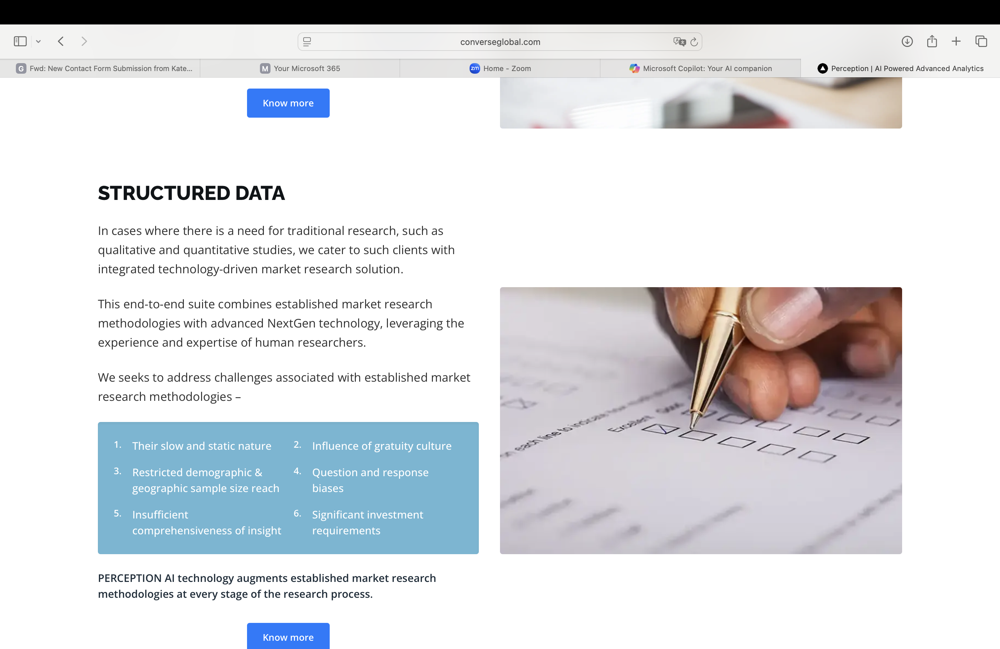 converseglobal.com
G Fwd: New Contact Form Submission from Kate...
M Your Microsoft 365
zm Home - Zoom
Microsoft Copilot: Your AI companion
Perception | AI Powered Advanced Analytics
Know more
STRUCTURED DATA
In cases where there is a need for traditional research, such as
qualitative and quantitative studies, we cater to such clients with
integrated technology-driven market research solution.
This end-to-end suite combines established market research
methodologies with advanced NextGen technology, leveraging the
experience and expertise of human researchers.
We seeks to address challenges associated with established market
research methodologies –
1. Their slow and static nature
2. Influence of gratuity culture
3. Restricted demographic &
geographic sample size reach
4. Question and response
biases
5. Insufficient
comprehensiveness of insight
6. Significant investment
requirements
PERCEPTION AI technology augments established market research
methodologies at every stage of the research process.
Know more
on each line to indicate
Excellent Good